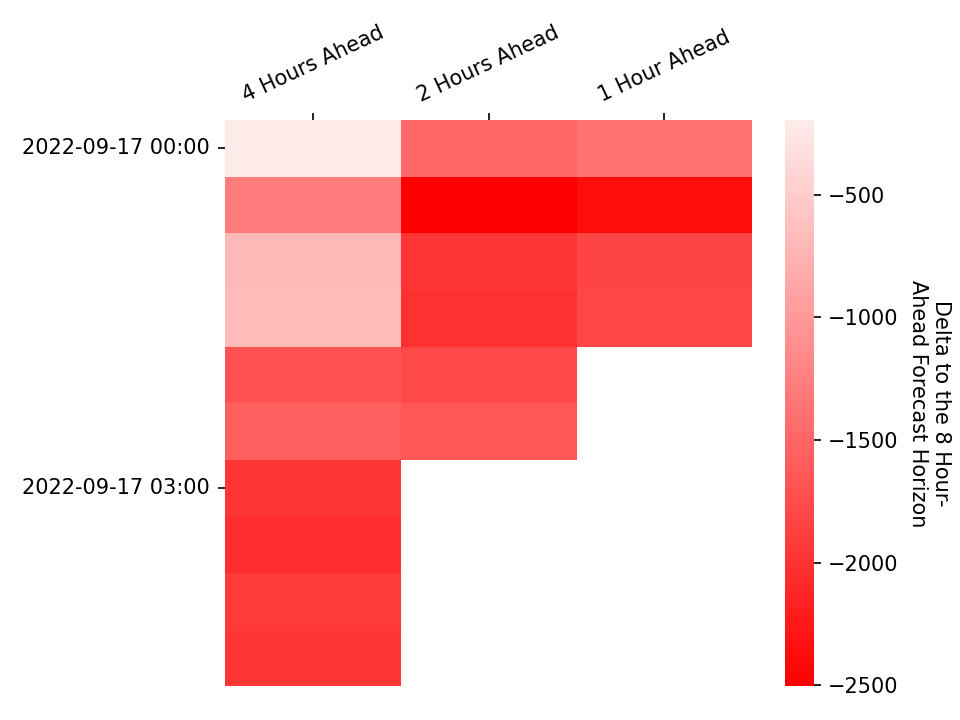 4 Hours Ahead
2 Hours Ahead
1 Hour Ahead
2022-09-17 00:00
2022-09-17 03:00
−500
−1000
−1500
−2000
−2500
Delta to the 8 Hour-
Ahead Forecast Horizon